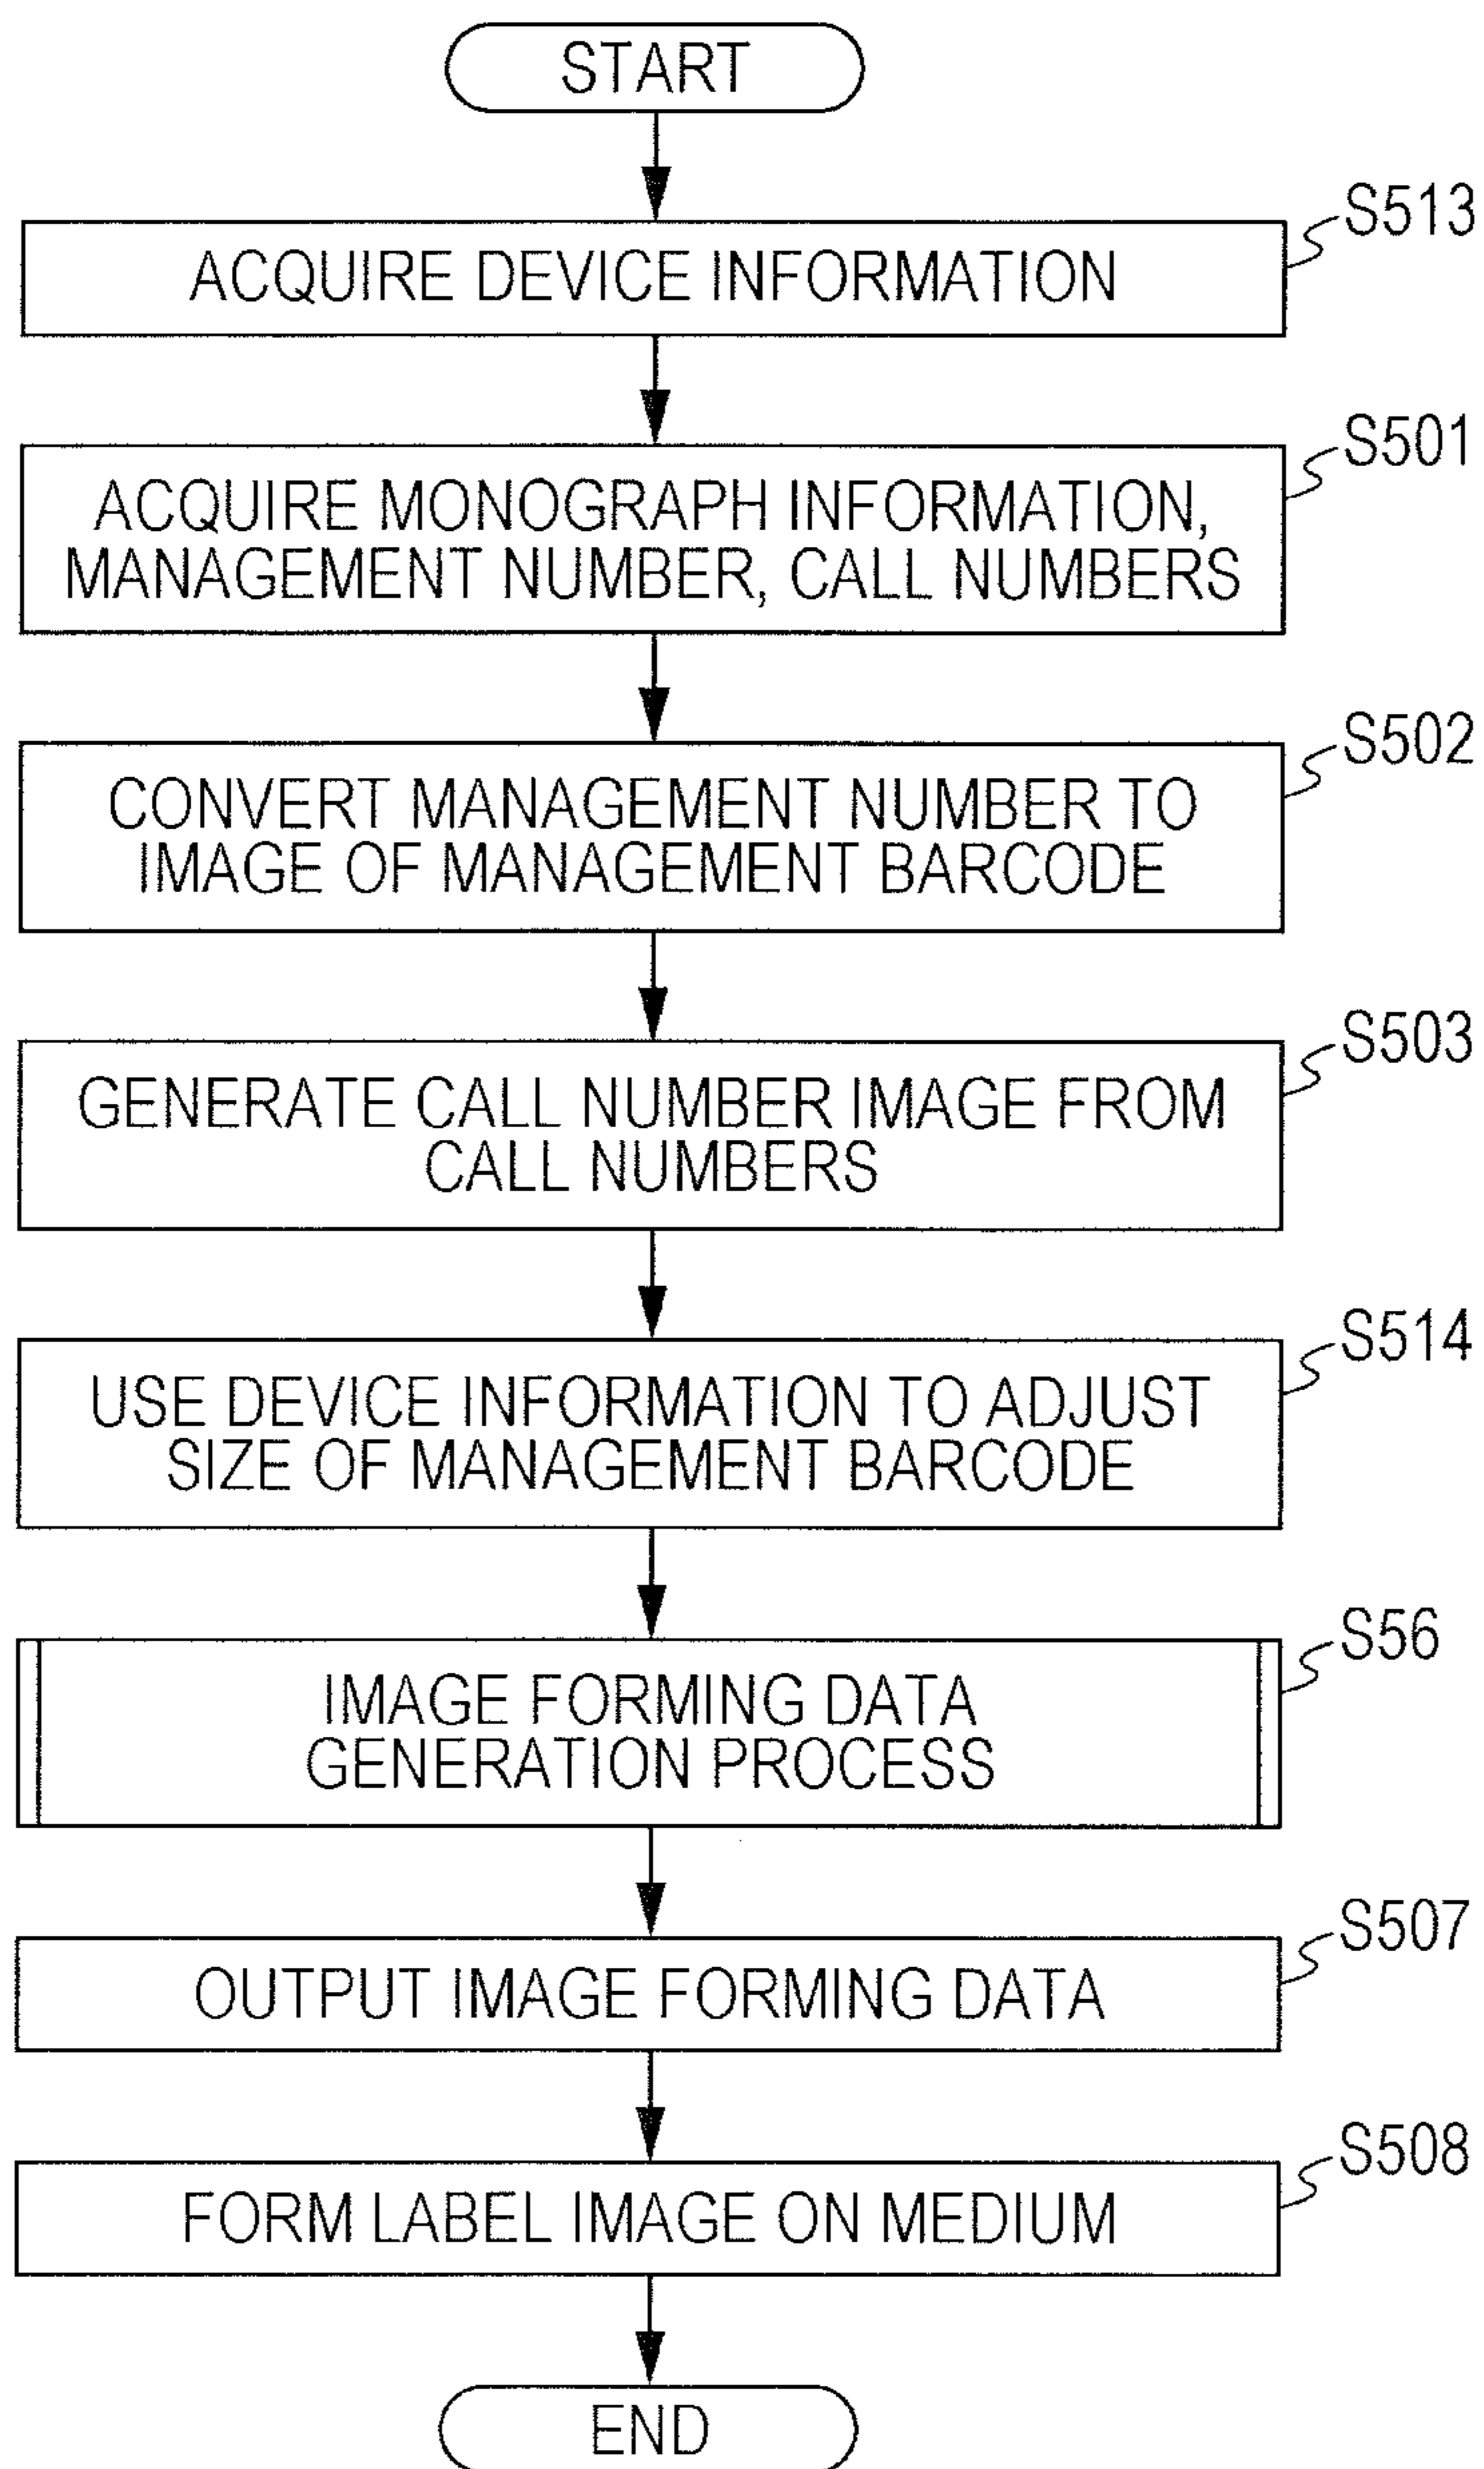 START
S513
ACQUIRE DEVICE INFORMATION
S501
ACQUIRE MONOGRAPH INFORMATION,
MANAGEMENT NUMBER, CALL NUMBERS
S502
CONVERT MANAGEMENT NUMBER TO
IMAGE OF MANAGEMENT BARCODE
S503
GENERATE CALL NUMBER IMAGE FROM
CALL NUMBERS
S514
USE DEVICE INFORMATION TO ADJUST
SIZE OF MANAGEMENT BARCODE
S56
IMAGE FORMING DATA
GENERATION PROCESS
S507
OUTPUT IMAGE FORMING DATA
S508
FORM LABEL IMAGE ON MEDIUM
END